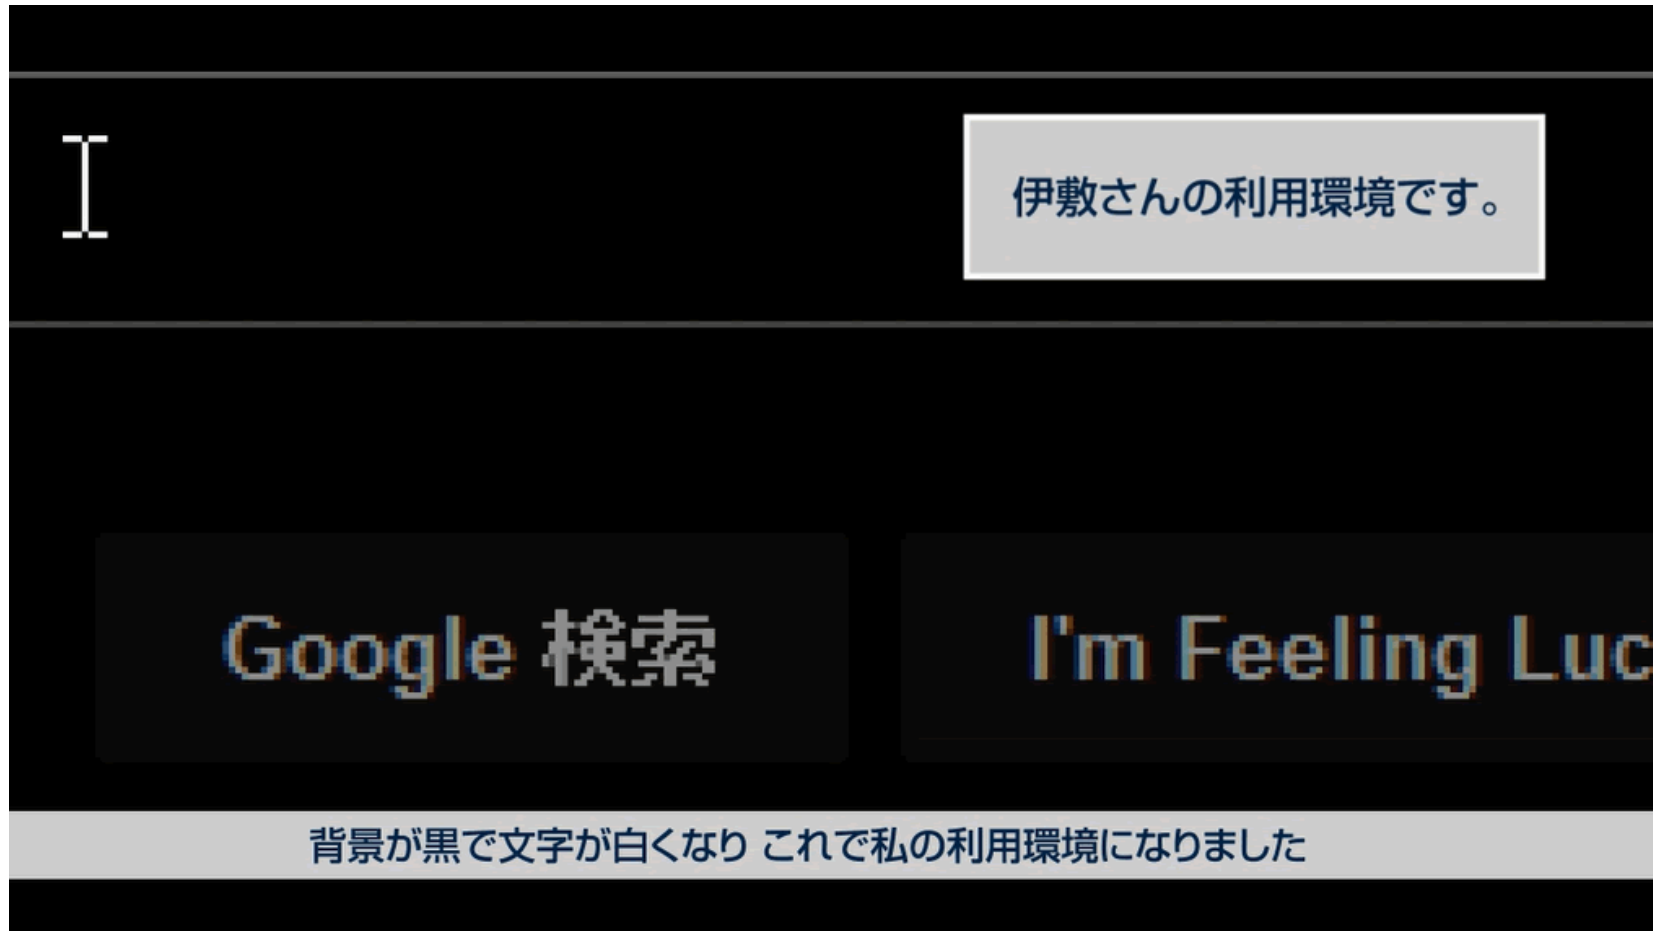 伊敷さんの利用環境です。
Google 検索
I'm Feeling Luc
背景が黒で文字が白くなり これで私の利用環境になりました